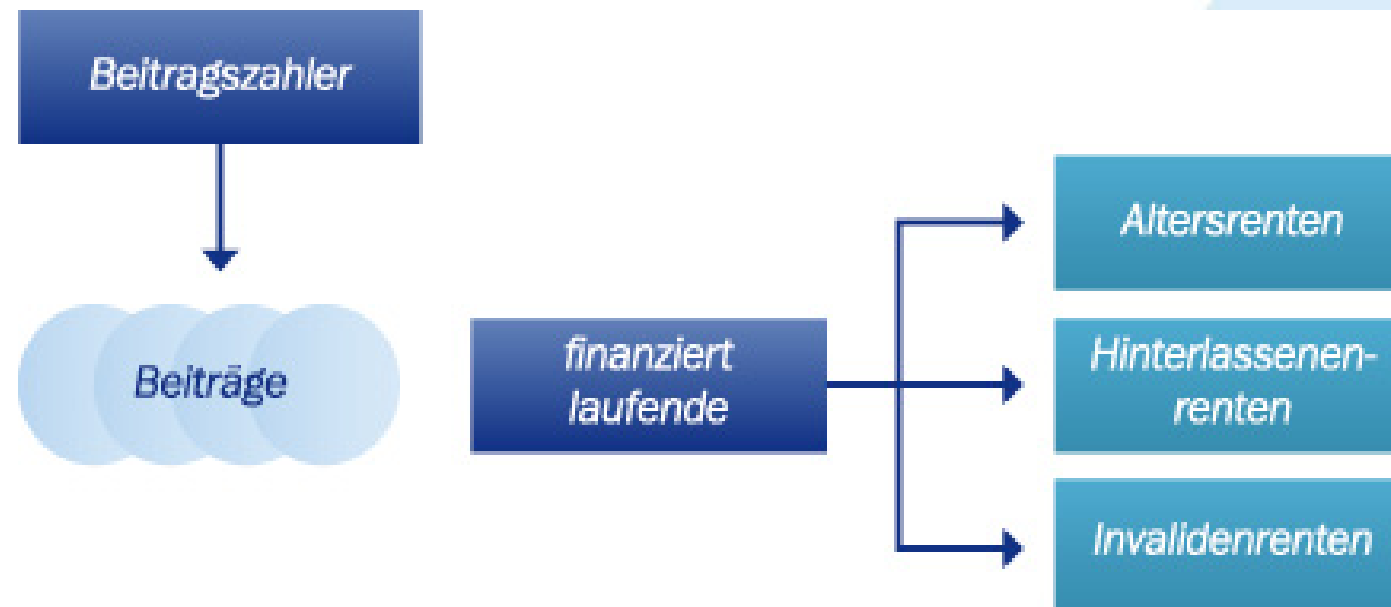 Beitragszahler
Beiträge
finanziert
laufende
Altersrenten
Hinterlassenen-
renten
Invalidenrenten